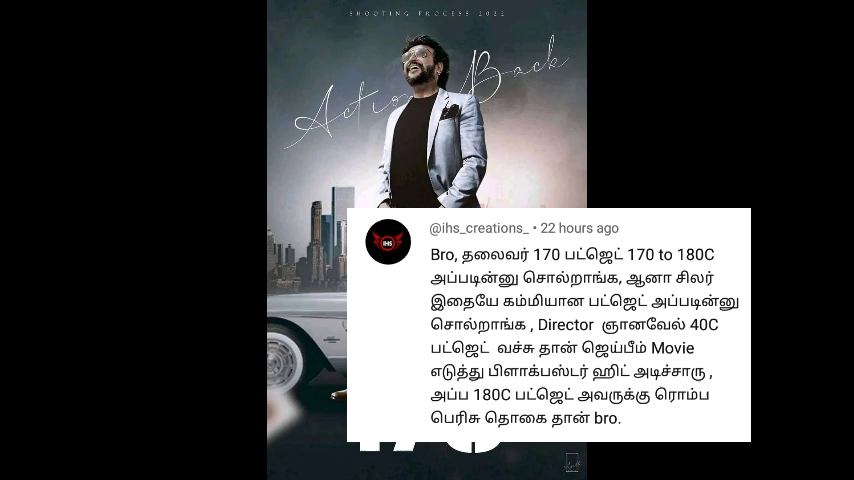 SHOOTING PROCESS 2022
Action Back
IHS
@ihs_creations_ • 22 hours ago
Bro, தலைவர் 170 பட்ஜெட் 170 to 180C
அப்படின்னு சொல்றாங்க, ஆனா சிலர்
இதையே கம்மியான பட்ஜெட் அப்படின்னு
சொல்றாங்க , Director ஞானவேல் 40C
பட்ஜெட் வச்சு தான் ஜெய்பீம் Movie
எடுத்து பிளாக்பஸ்டர் ஹிட் அடிச்சாரு ,
அப்ப 180C பட்ஜெட் அவருக்கு ரொம்ப
பெரிசு தொகை தான் bro.